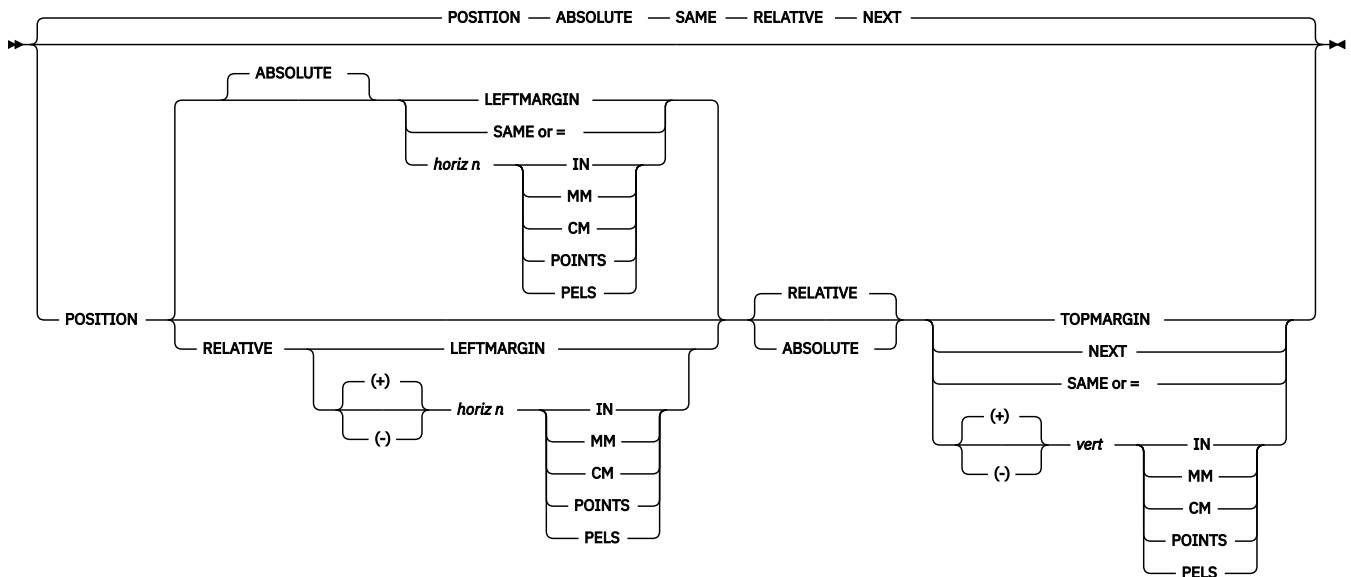 POSITION ABSOLUTE SAME RELATIVE NEXT
ABSOLUTE
LEFTMARGIN
SAME or =
horiz n IN
MM
CM
POINTS
PELS
RELATIVE
POSITION TOPMARGIN
RELATIVE LEFTMARGIN ABSOLUTE NEXT
(+) SAME or =
horiz n IN
(+)
(-) MM
vert IN
CM (-) MM
POINTS CM
PELS POINTS
PELS